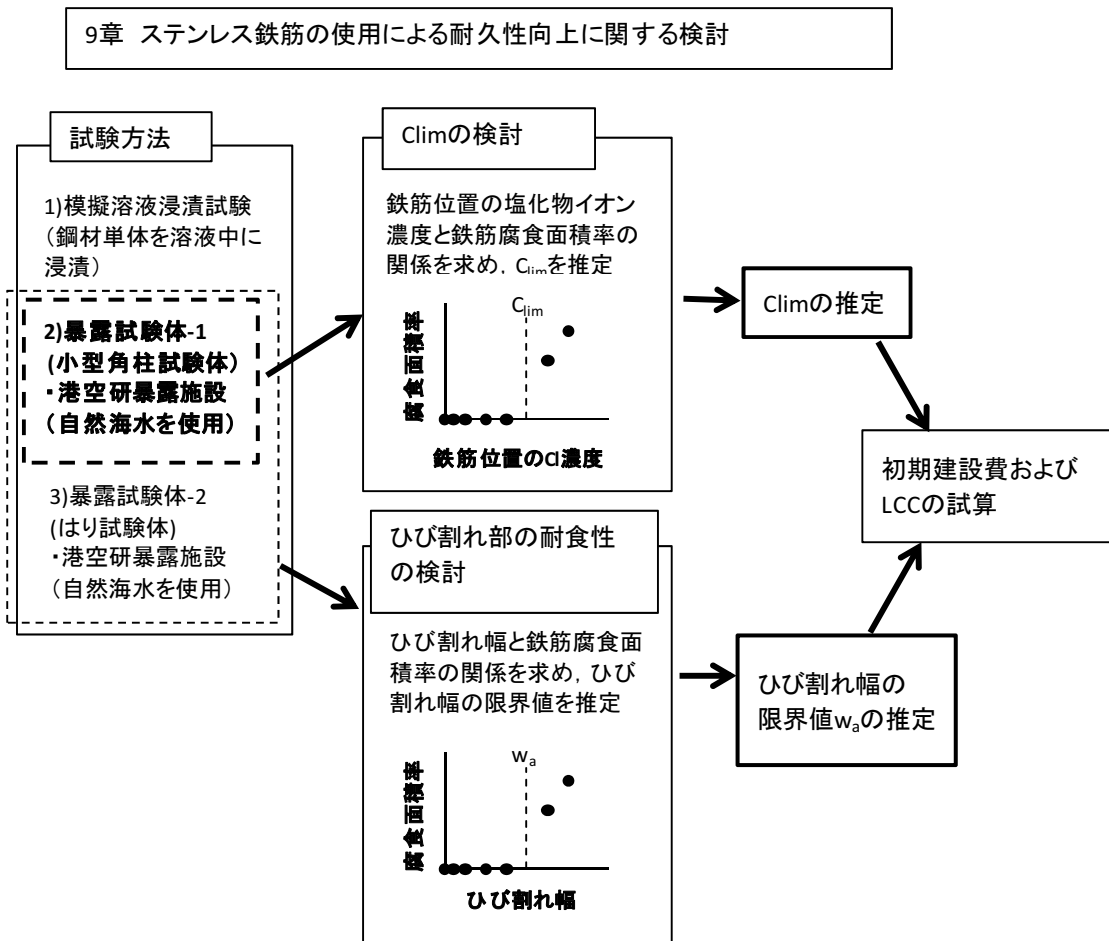 9章 ステンレス鉄筋の使用による耐久性向上に関する検討
試験方法
1)模擬溶液浸漬試験
（鋼材単体を溶液中に
浸漬）
2)暴露試験体-1
(小型角柱試験体）
・港空研暴露施設
（自然海水を使用）
3)暴露試験体-2
(はり試験体)
・港空研暴露施設
（自然海水を使用）
Climの検討
鉄筋位置の塩化物イオン
濃度と鉄筋腐食面積率の
関係を求め，Climを推定
Clim
腐食面積率
鉄筋位置のCl濃度
ひび割れ部の耐食性
の検討
ひび割れ幅と鉄筋腐食面
積率の関係を求め，ひび
割れ幅の限界値を推定
wa
腐食面積率
ひび割れ幅
Climの推定
ひび割れ幅の
限界値waの推定
初期建設費および
LCCの試算